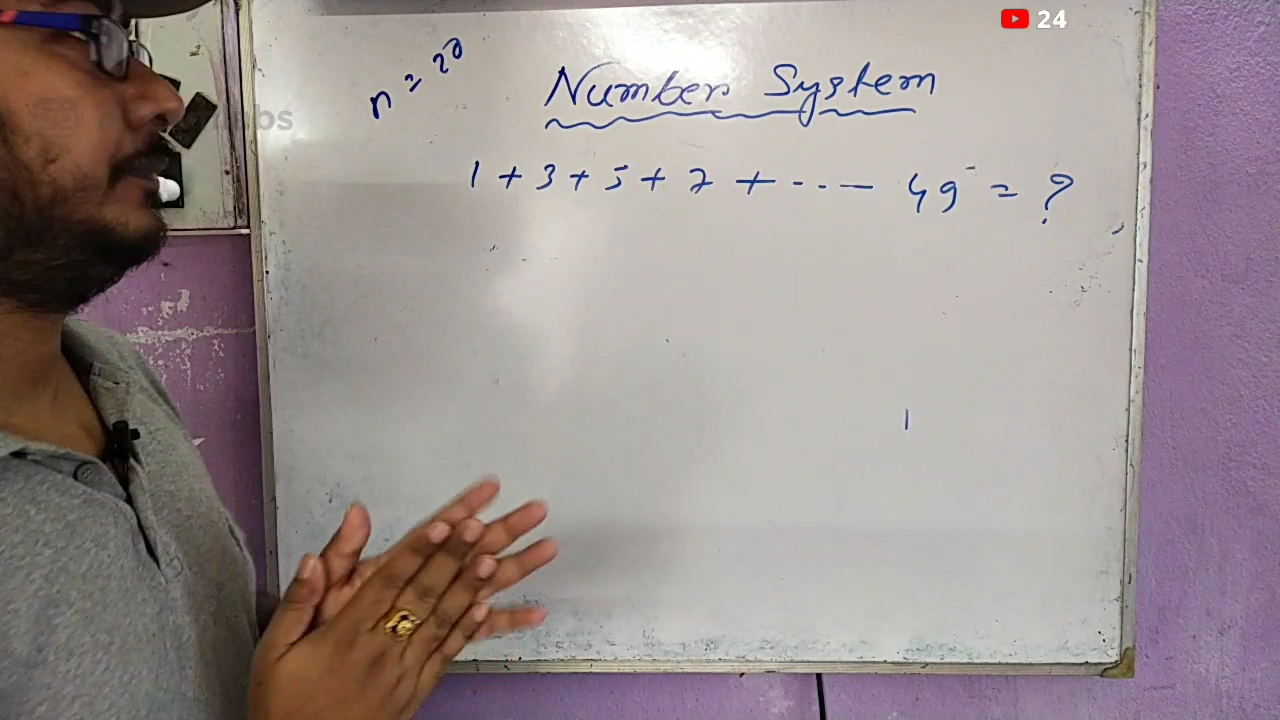 24
n = 20
Number System
1 + 3 + 5 + 7 + ... 49 = ?